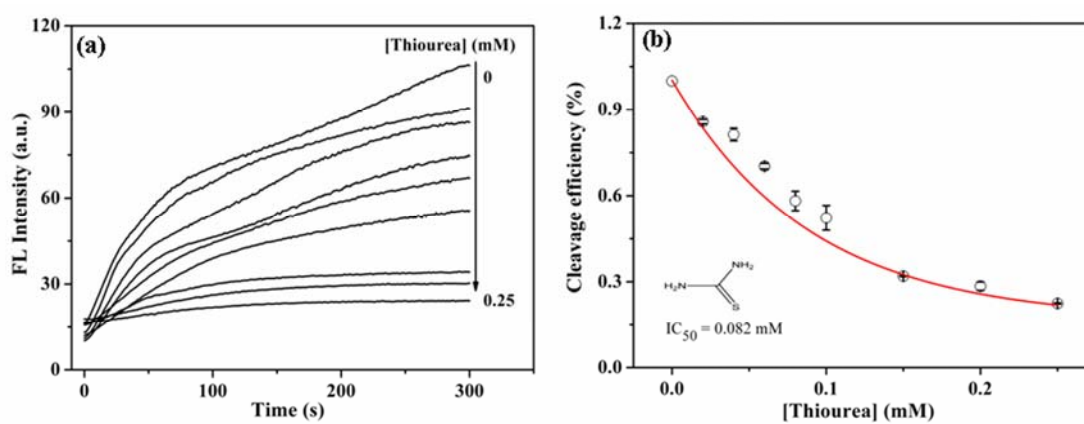 (a)
[Thiourea] (mM)
0
0.25
120
90
60
30
0
FL Intensity (a.u.)
0
100
200
300
Time (s)
(b)
1.2
0.9
0.6
0.3
0.0
Cleavage efficiency (%)
NH₂
H₂N
S
IC₅₀ = 0.082 mM
0.0
0.1
0.2
[Thiourea] (mM)